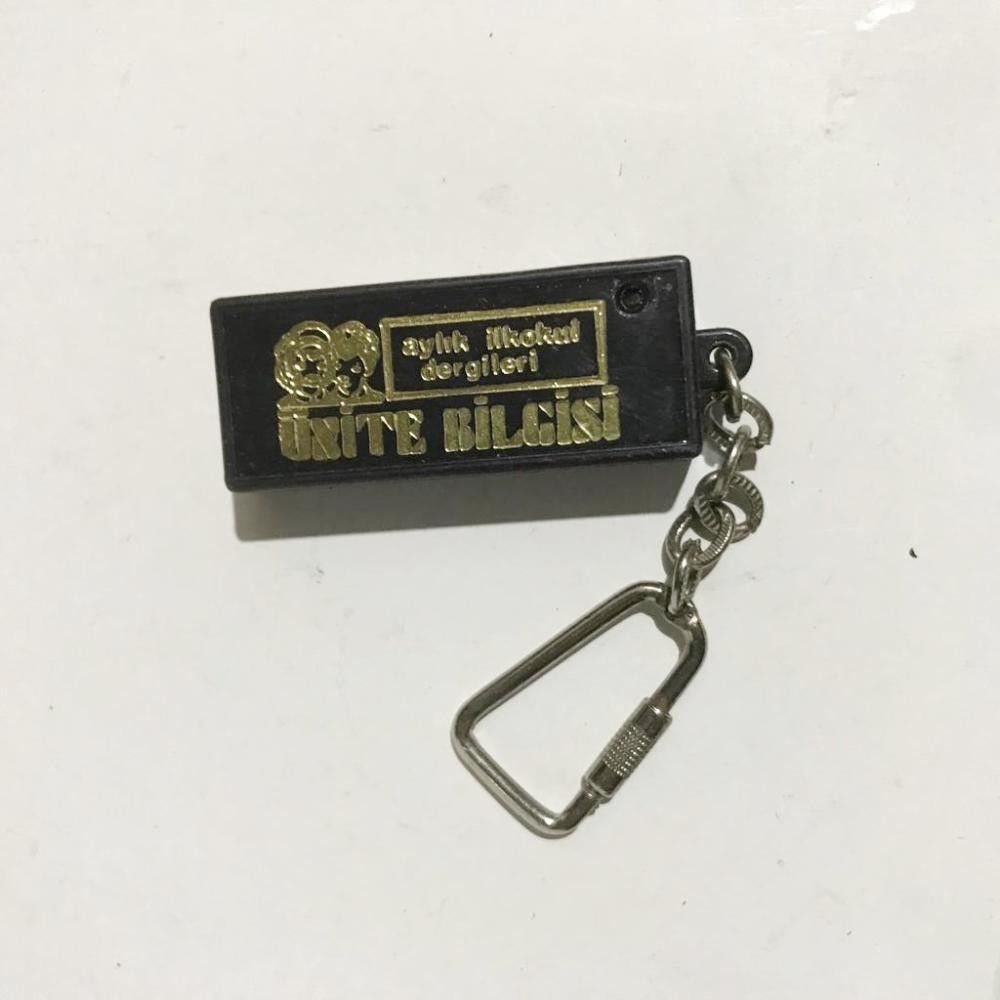 aylık ilkokul
dergileri
ÜNİTE BİLGİSİ